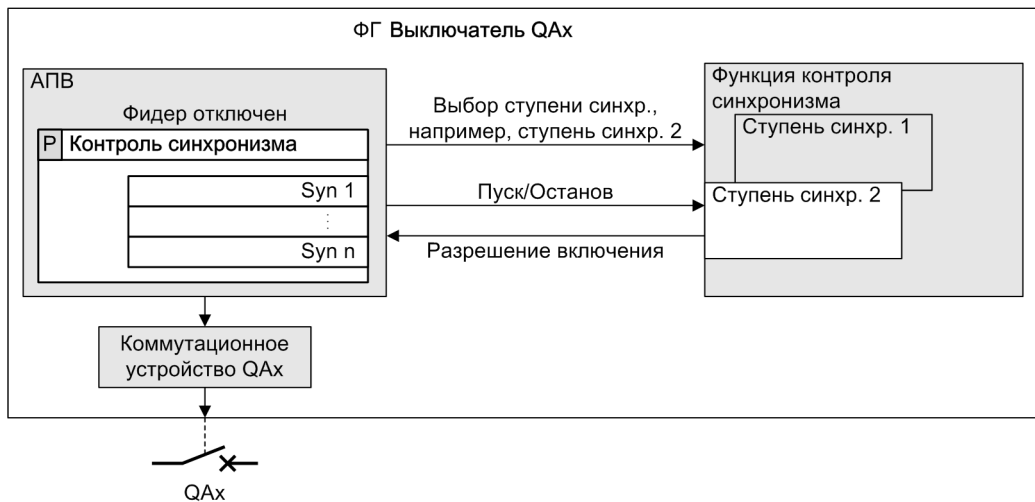 ФГ Выключатель QAx
АПВ
Фидер отключен
P Контроль синхронизма
Syn 1
⋮
Syn n
Выбор ступени синхр.,
например, ступень синхр. 2
Пуск/Останов
Разрешение включения
Функция контроля
синхронизма
Ступень синхр. 1
Ступень синхр. 2
Коммутационное
устройство QAx
QAx